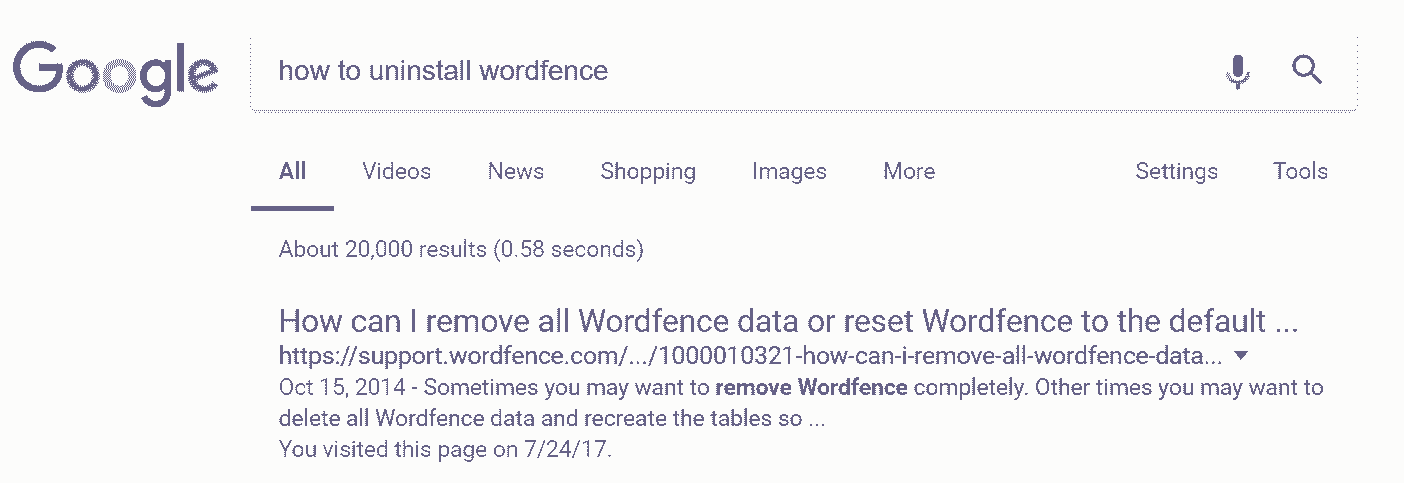 Google
how to uninstall wordfence
All Videos News Shopping Images More Settings Tools
About 20,000 results (0.58 seconds)
How can I remove all Wordfence data or reset Wordfence to the default ...
https://support.wordfence.com/.../1000010321-how-can-i-remove-all-wordfence-data...
Oct 15, 2014 - Sometimes you may want to remove Wordfence completely. Other times you may want to
delete all Wordfence data and recreate the tables so ...
You visited this page on 7/24/17.